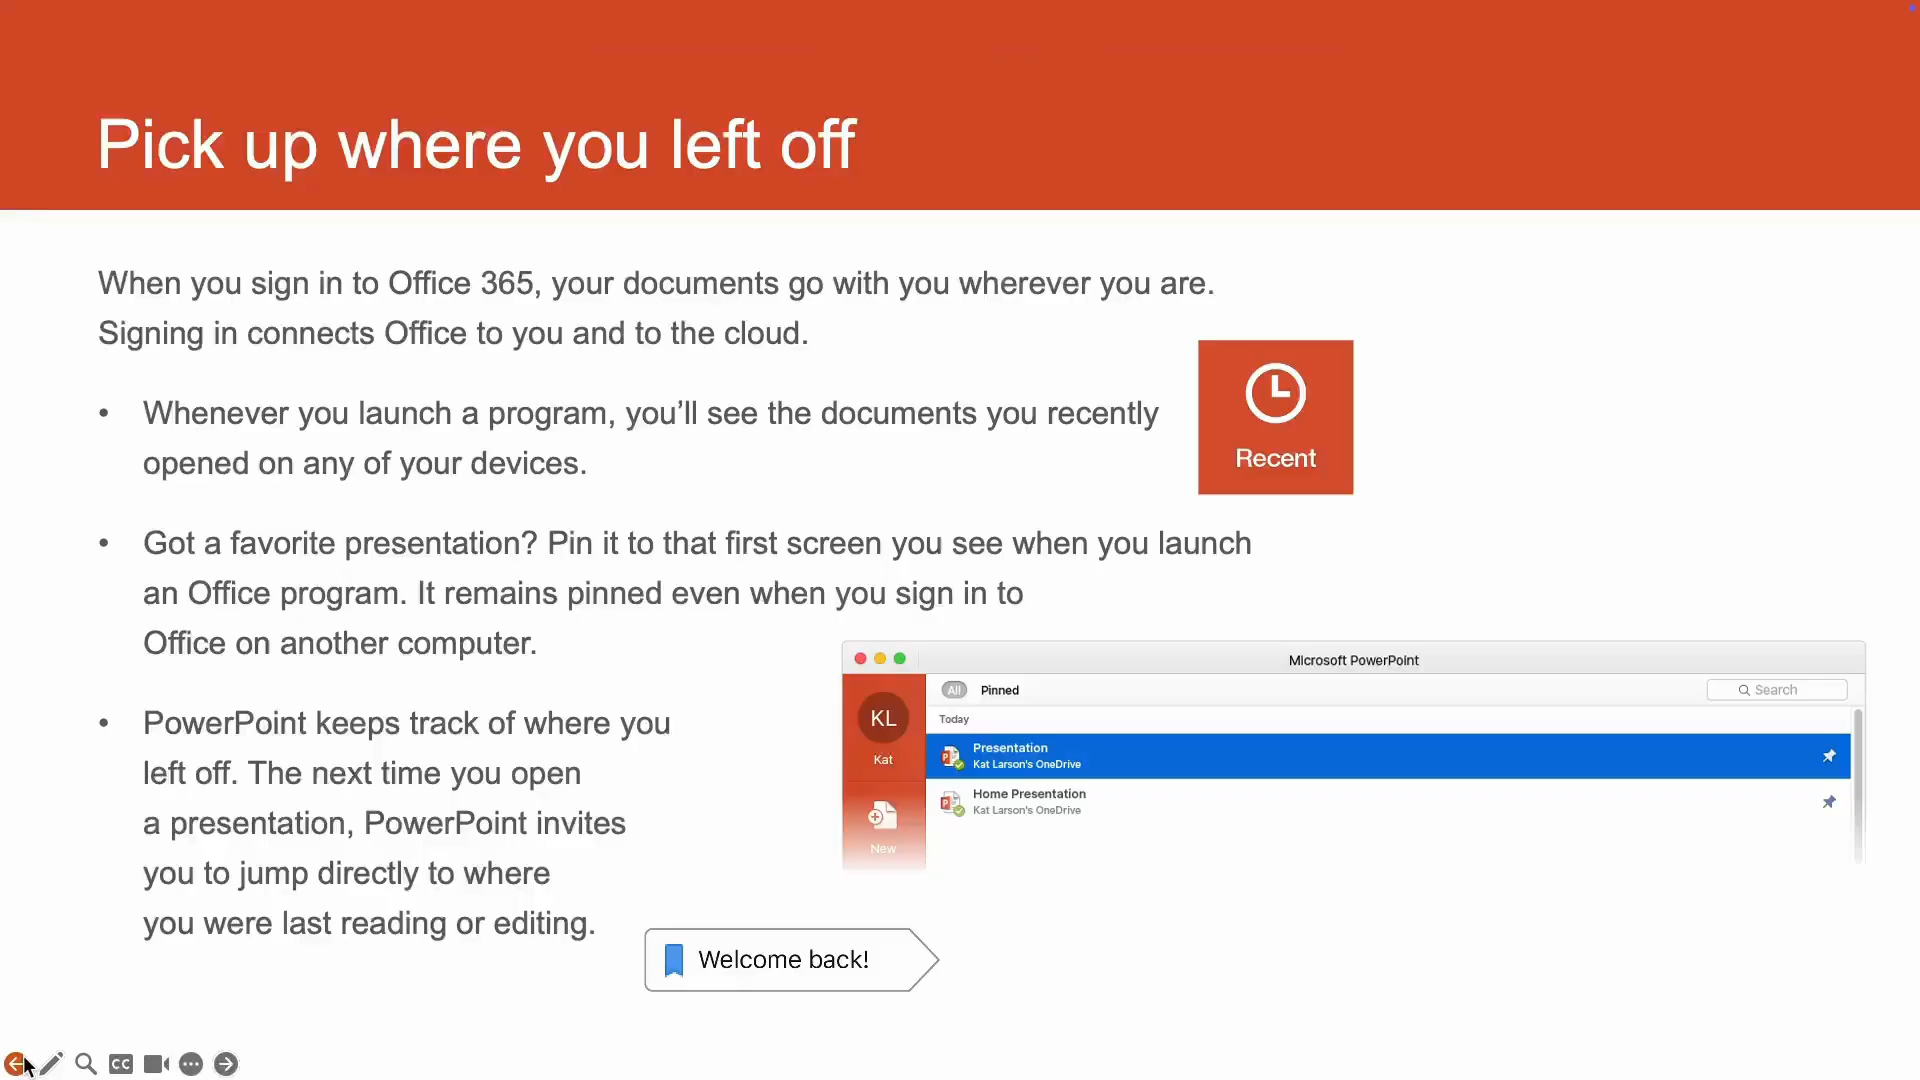 Pick up where you left off
When you sign in to Office 365, your documents go with you wherever you are.
Signing in connects Office to you and to the cloud.
• Whenever you launch a program, you’ll see the documents you recently
opened on any of your devices.
Recent
• Got a favorite presentation? Pin it to that first screen you see when you launch
an Office program. It remains pinned even when you sign in to
Office on another computer.
• PowerPoint keeps track of where you
left off. The next time you open
a presentation, PowerPoint invites
you to jump directly to where
you were last reading or editing.
Microsoft PowerPoint
All Pinned Search
KL
Kat
New
Today
Presentation
Kat Larson's OneDrive
Home Presentation
Kat Larson's OneDrive
Welcome back!
CC